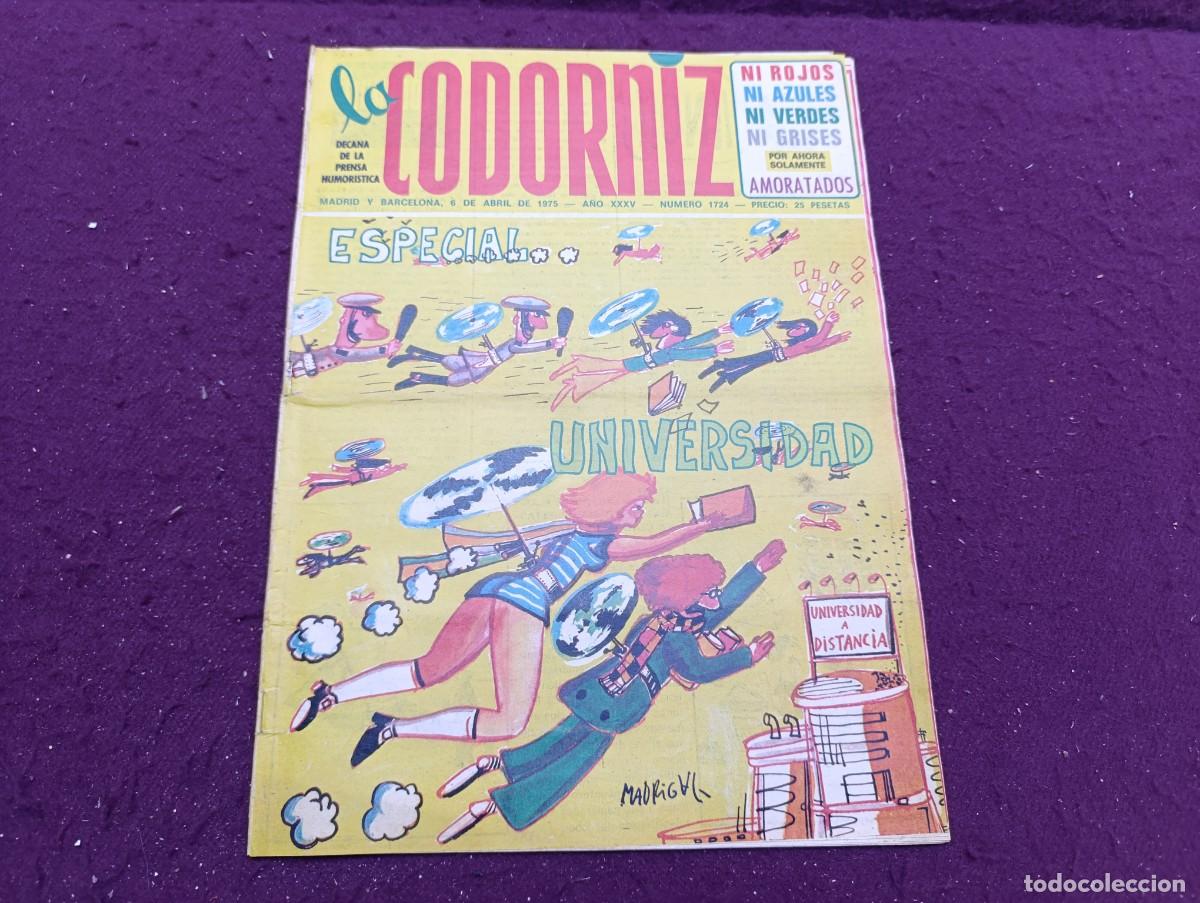 la CODORNIZ
DECANA
DE LA
PRENSA
HUMORISTICA
NI ROJOS
NI AZULES
NI VERDES
NI GRISES
POR AHORA
SOLAMENTE
AMORATADOS
MADRID Y BARCELONA, 6 DE ABRIL DE 1975 — AÑO XXXV — NUMERO 1724 — PRECIO: 25 PESETAS
ESPECIAL
UNIVERSIDAD
UNIVERSIDAD
A
DISTANCIA
MADRIGAL
todocoleccion